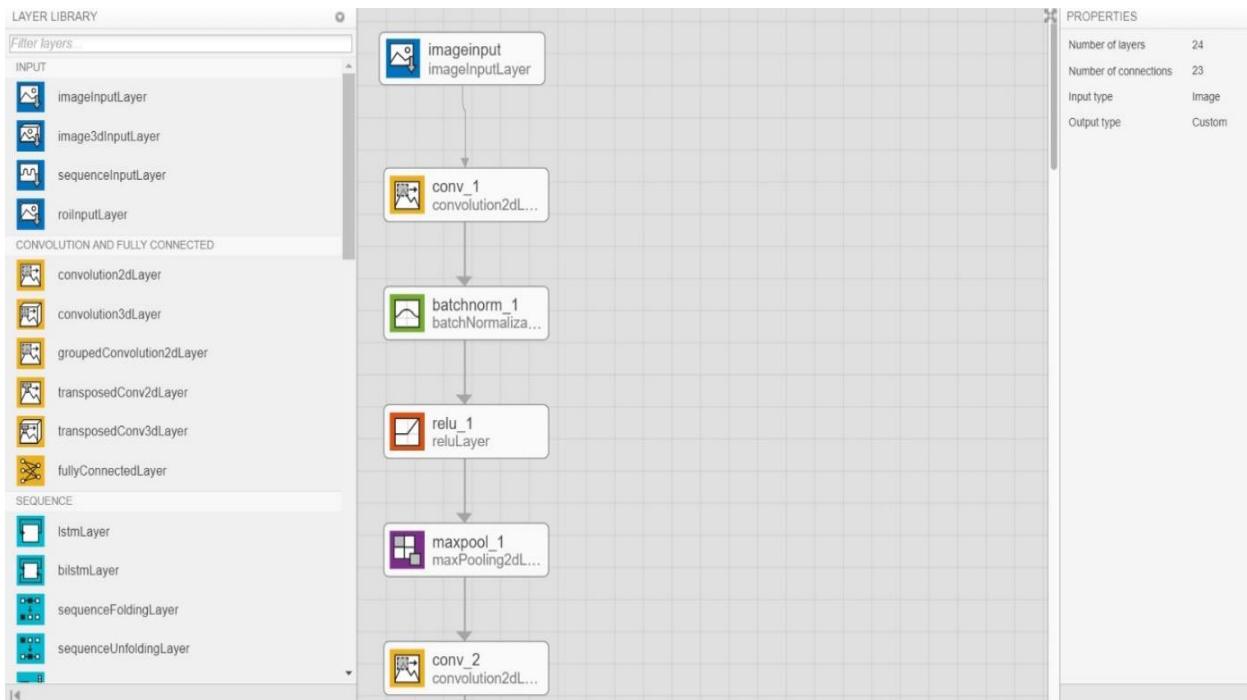 LAYER LIBRARY
Filter layers...
INPUT
imageInputLayer
image3dInputLayer
sequenceInputLayer
roiInputLayer
CONVOLUTION AND FULLY CONNECTED
convolution2dLayer
convolution3dLayer
groupedConvolution2dLayer
transposedConv2dLayer
transposedConv3dLayer
fullyConnectedLayer
SEQUENCE
lstmLayer
bilstmLayer
sequenceFoldingLayer
sequenceUnfoldingLayer
imageinput
imageInputLayer
conv_1
convolution2dL...
batchnorm_1
batchNormaliza...
relu_1
reluLayer
maxpool_1
maxPooling2dL...
conv_2
convolution2dL...
PROPERTIES
Number of layers 24
Number of connections 23
Input type Image
Output type Custom